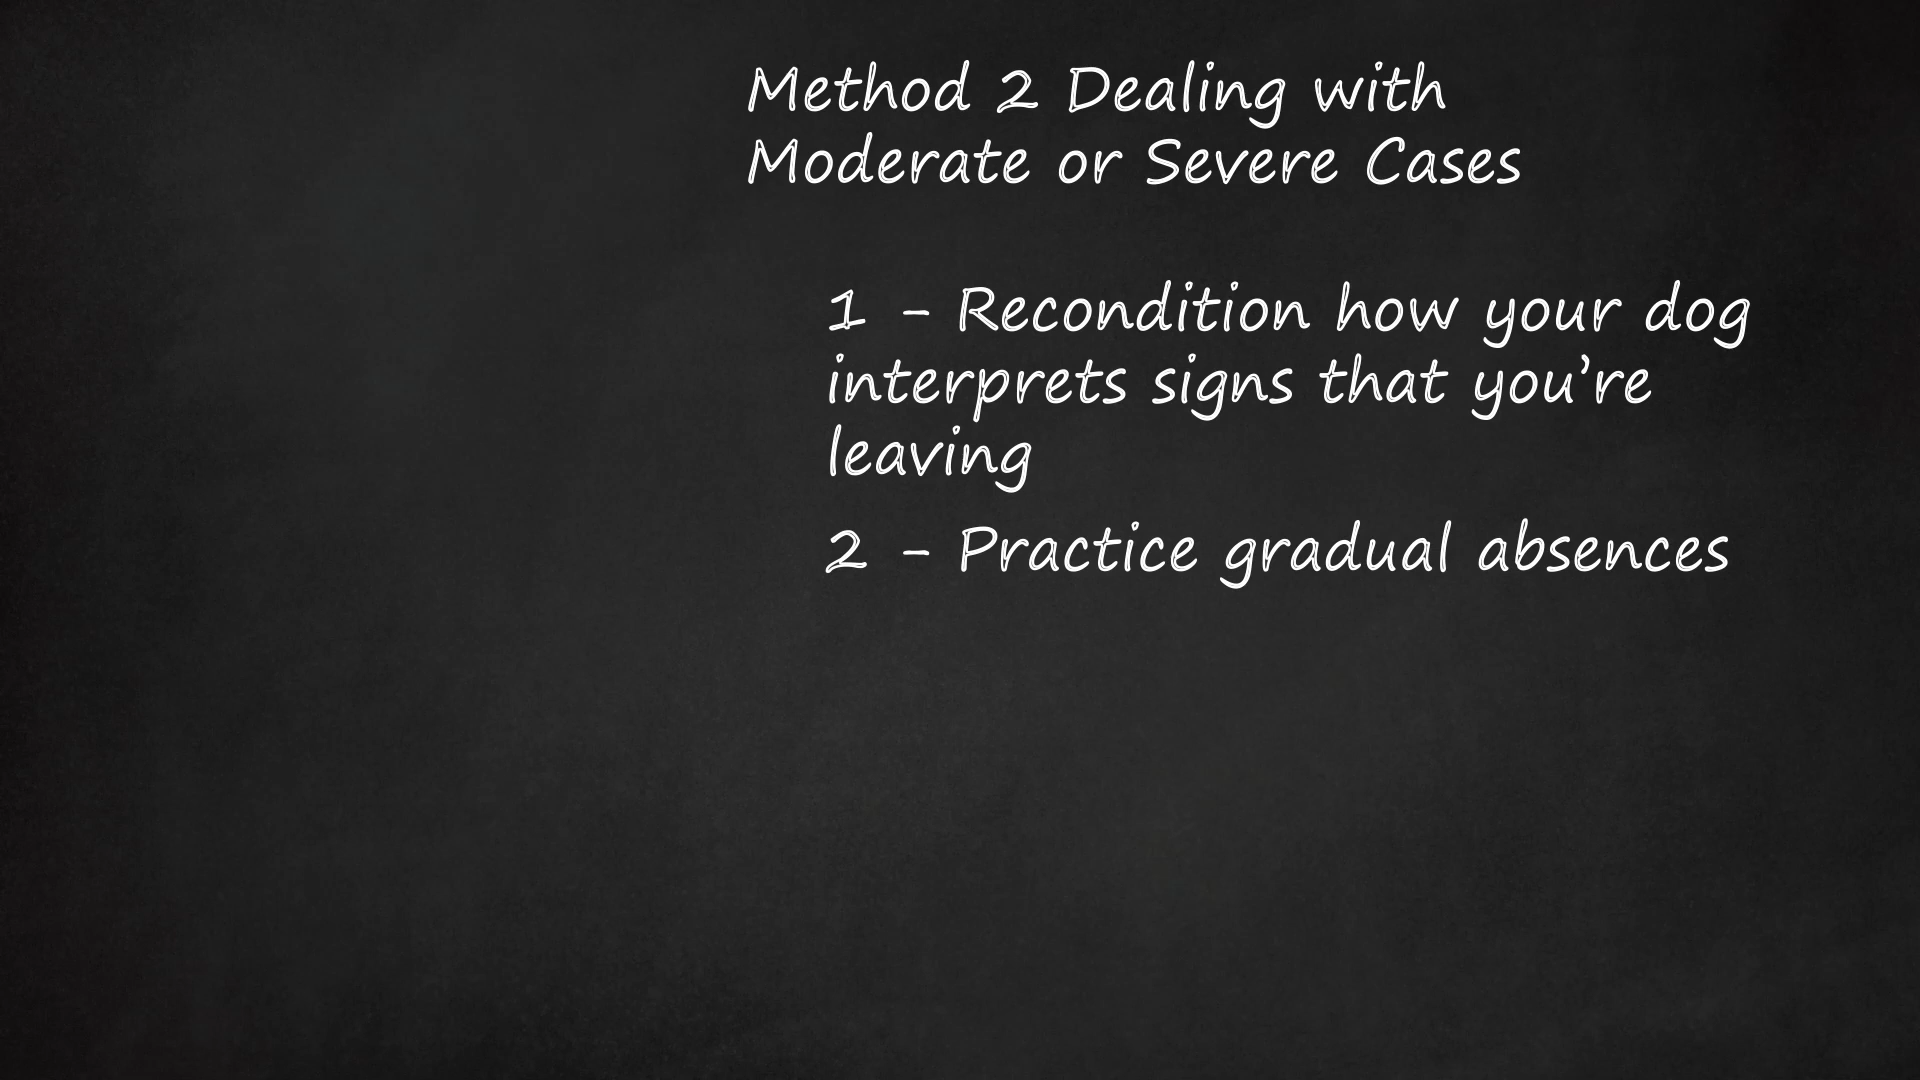 Method 2 Dealing with
Moderate or Severe Cases
1 - Recondition how your dog
interprets signs that you’re
leaving
2 - Practice gradual absences